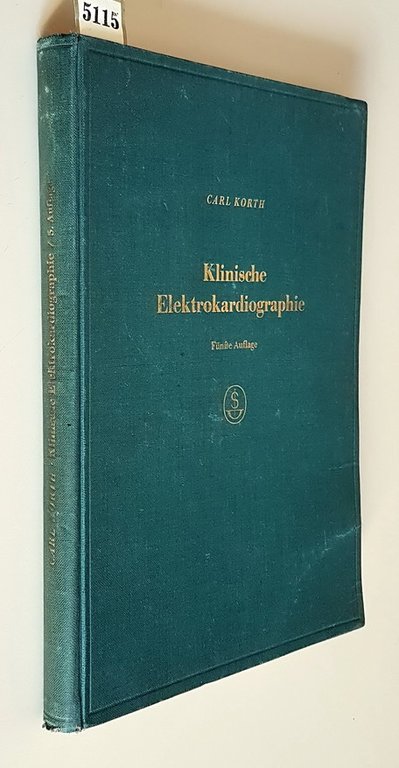 5115
CARL KORTH
Klinische
Elektrokardiographie
Fünfte Auflage
S
CARL KORTH · Klinische Elektrokardiographie / 5. Auflage